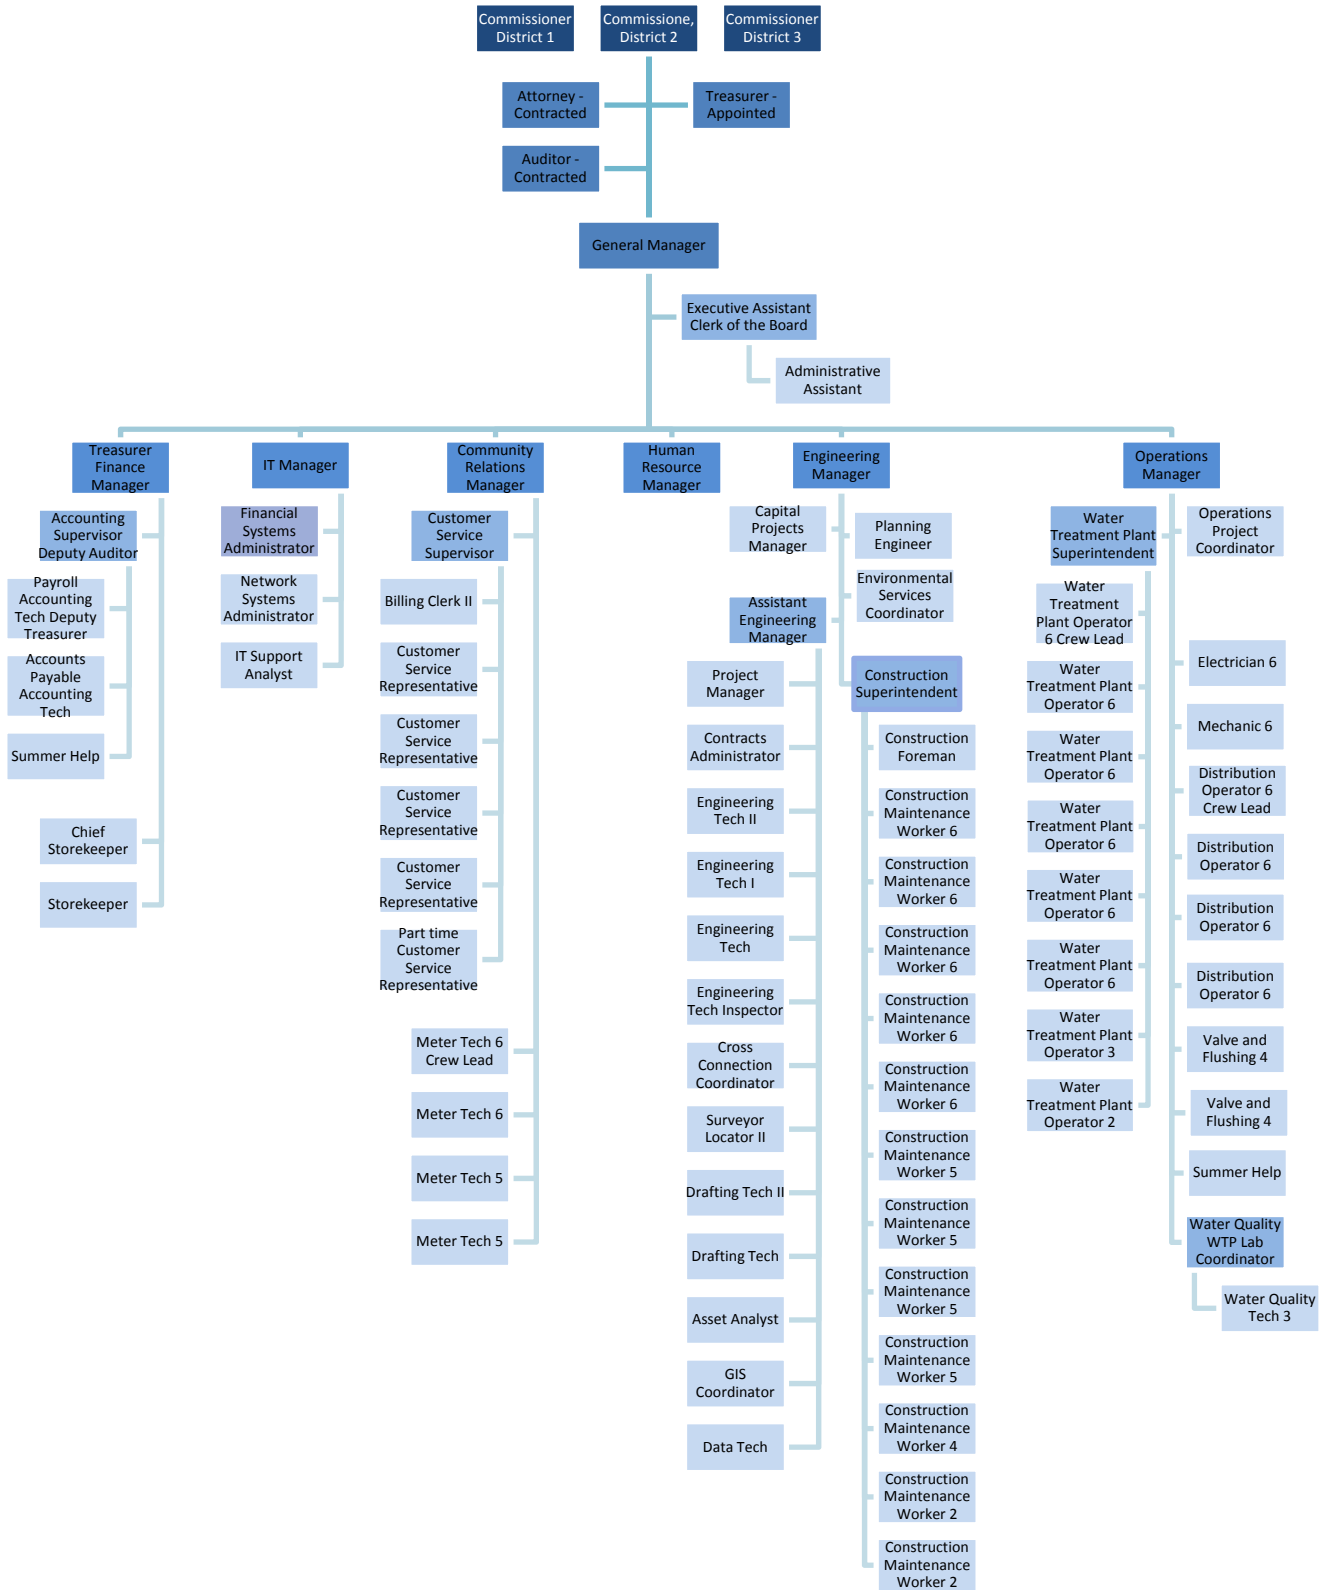 Commissioner
District 1
Commissione,
District 2
Commissioner
District 3
Attorney -
Contracted
Treasurer -
Appointed
Auditor -
Contracted
General Manager
Executive Assistant
Clerk of the Board
Administrative
Assistant
Treasurer
Finance
Manager
IT Manager
Community
Relations
Manager
Human
Resource
Manager
Engineering
Manager
Operations
Manager
Accounting
Supervisor
Deputy Auditor
Payroll
Accounting
Tech Deputy
Treasurer
Accounts
Payable
Accounting
Tech
Summer Help
Chief
Storekeeper
Storekeeper
Financial
Systems
Administrator
Network
Systems
Administrator
IT Support
Analyst
Customer
Service
Supervisor
Billing Clerk II
Customer
Service
Representative
Customer
Service
Representative
Customer
Service
Representative
Customer
Service
Representative
Part time
Customer
Service
Representative
Meter Tech 6
Crew Lead
Meter Tech 6
Meter Tech 5
Meter Tech 5
Capital
Projects
Manager
Planning
Engineer
Environmental
Services
Coordinator
Assistant
Engineering
Manager
Project
Manager
Contracts
Administrator
Engineering
Tech II
Engineering
Tech I
Engineering
Tech
Engineering
Tech Inspector
Cross
Connection
Coordinator
Surveyor
Locator II
Drafting Tech II
Drafting Tech
Asset Analyst
GIS
Coordinator
Data Tech
Construction
Superintendent
Construction
Foreman
Construction
Maintenance
Worker 6
Construction
Maintenance
Worker 6
Construction
Maintenance
Worker 6
Construction
Maintenance
Worker 6
Construction
Maintenance
Worker 6
Construction
Maintenance
Worker 5
Construction
Maintenance
Worker 5
Construction
Maintenance
Worker 5
Construction
Maintenance
Worker 5
Construction
Maintenance
Worker 4
Construction
Maintenance
Worker 2
Construction
Maintenance
Worker 2
Water
Treatment Plant
Superintendent
Water
Treatment
Plant Operator
6 Crew Lead
Water
Treatment Plant
Operator 6
Water
Treatment Plant
Operator 6
Water
Treatment Plant
Operator 6
Water
Treatment Plant
Operator 6
Water
Treatment Plant
Operator 6
Water
Treatment Plant
Operator 3
Water
Treatment Plant
Operator 2
Operations
Project
Coordinator
Electrician 6
Mechanic 6
Distribution
Operator 6
Crew Lead
Distribution
Operator 6
Distribution
Operator 6
Distribution
Operator 6
Valve and
Flushing 4
Valve and
Flushing 4
Summer Help
Water Quality
WTP Lab
Coordinator
Water Quality
Tech 3